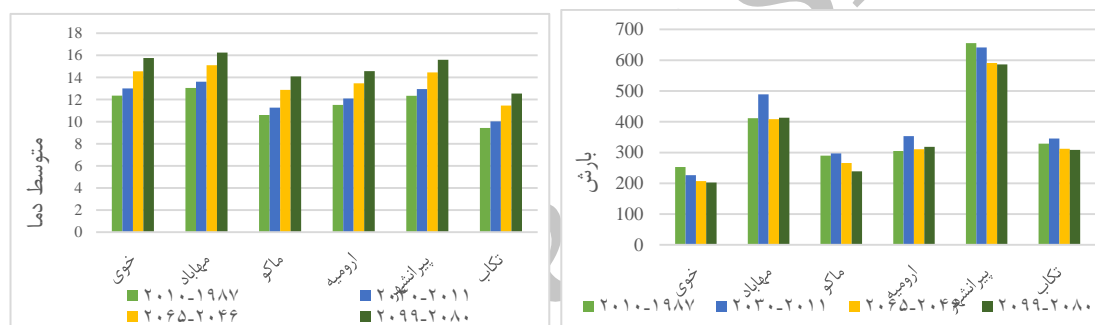 18
16
14
12
10
8
6
4
2
0
متوسط دما
خوی
مهاباد
ماکو
ارومیه
پیرانشهر
تکاب
۲۰۱۰-۱۹۸۷
۲۰۳۰-۲۰۱۱
۲۰۶۵-۲۰۴۶
۲۰۹۹-۲۰۸۰
700
600
500
400
300
200
100
0
بارش
خوی
مهاباد
ماکو
ارومیه
پیرانشهر
تکاب
۲۰۱۰-۱۹۸۷
۲۰۳۰-۲۰۱۱
۲۰۶۵-۲۰۴۶
۲۰۹۹-۲۰۸۰